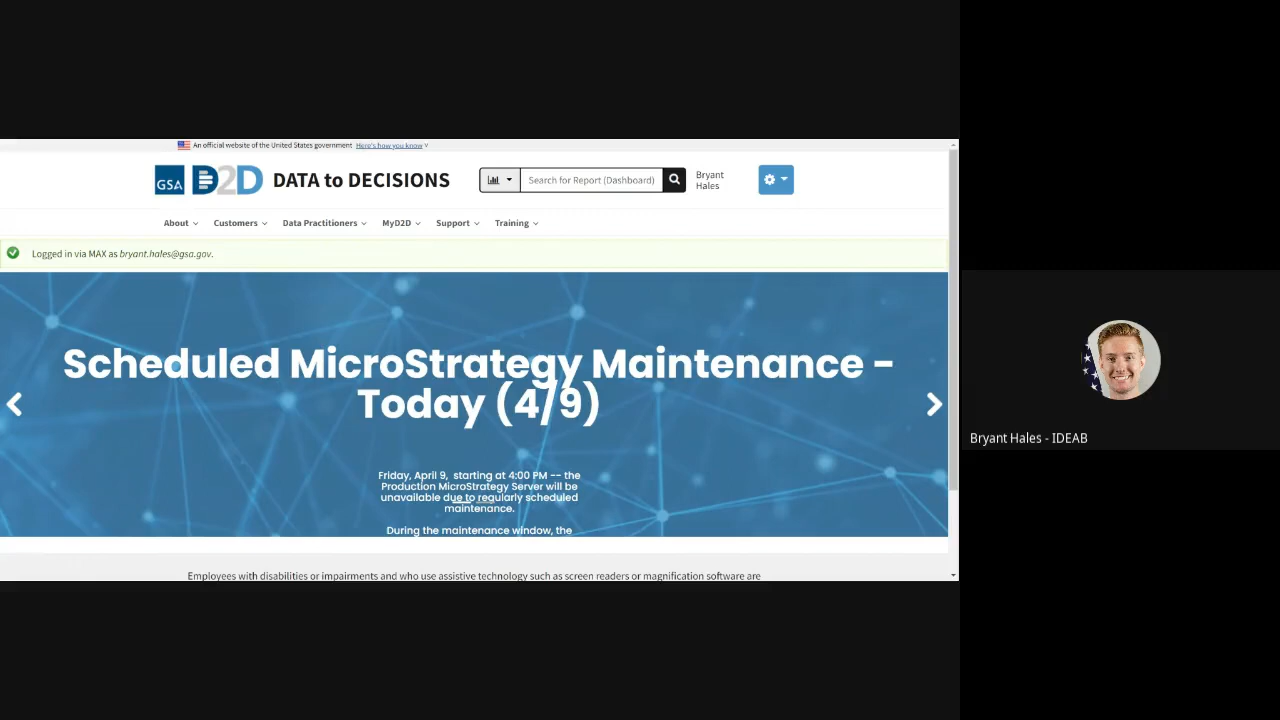 An official website of the United States government Here's how you know
GSA D2D DATA to DECISIONS
Search for Report (Dashboard)
Bryant
Hales
About Customers Data Practitioners MyD2D Support Training
Logged in via MAX as bryant.hales@gsa.gov.
Scheduled MicroStrategy Maintenance -
Today (4/9)
Friday, April 9, starting at 4:00 PM -- the
Production MicroStrategy Server will be
unavailable due to regularly scheduled
maintenance.
During the maintenance window, the
Employees with disabilities or impairments and who use assistive technology such as screen readers or magnification software are
Bryant Hales - IDEAB